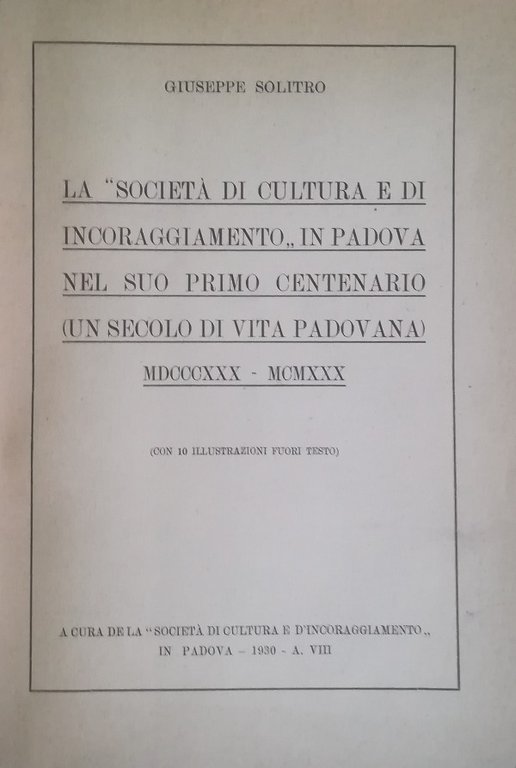 GIUSEPPE SOLITRO
LA “SOCIETÀ DI CULTURA E DI
INCORAGGIAMENTO„ IN PADOVA
NEL SUO PRIMO CENTENARIO
(UN SECOLO DI VITA PADOVANA)
MDCCCXXX - MCMXXX
(CON 10 ILLUSTRAZIONI FUORI TESTO)
A CURA DE LA “SOCIETÀ DI CULTURA E D'INCORAGGIAMENTO„
IN PADOVA – 1930 - A. VIII